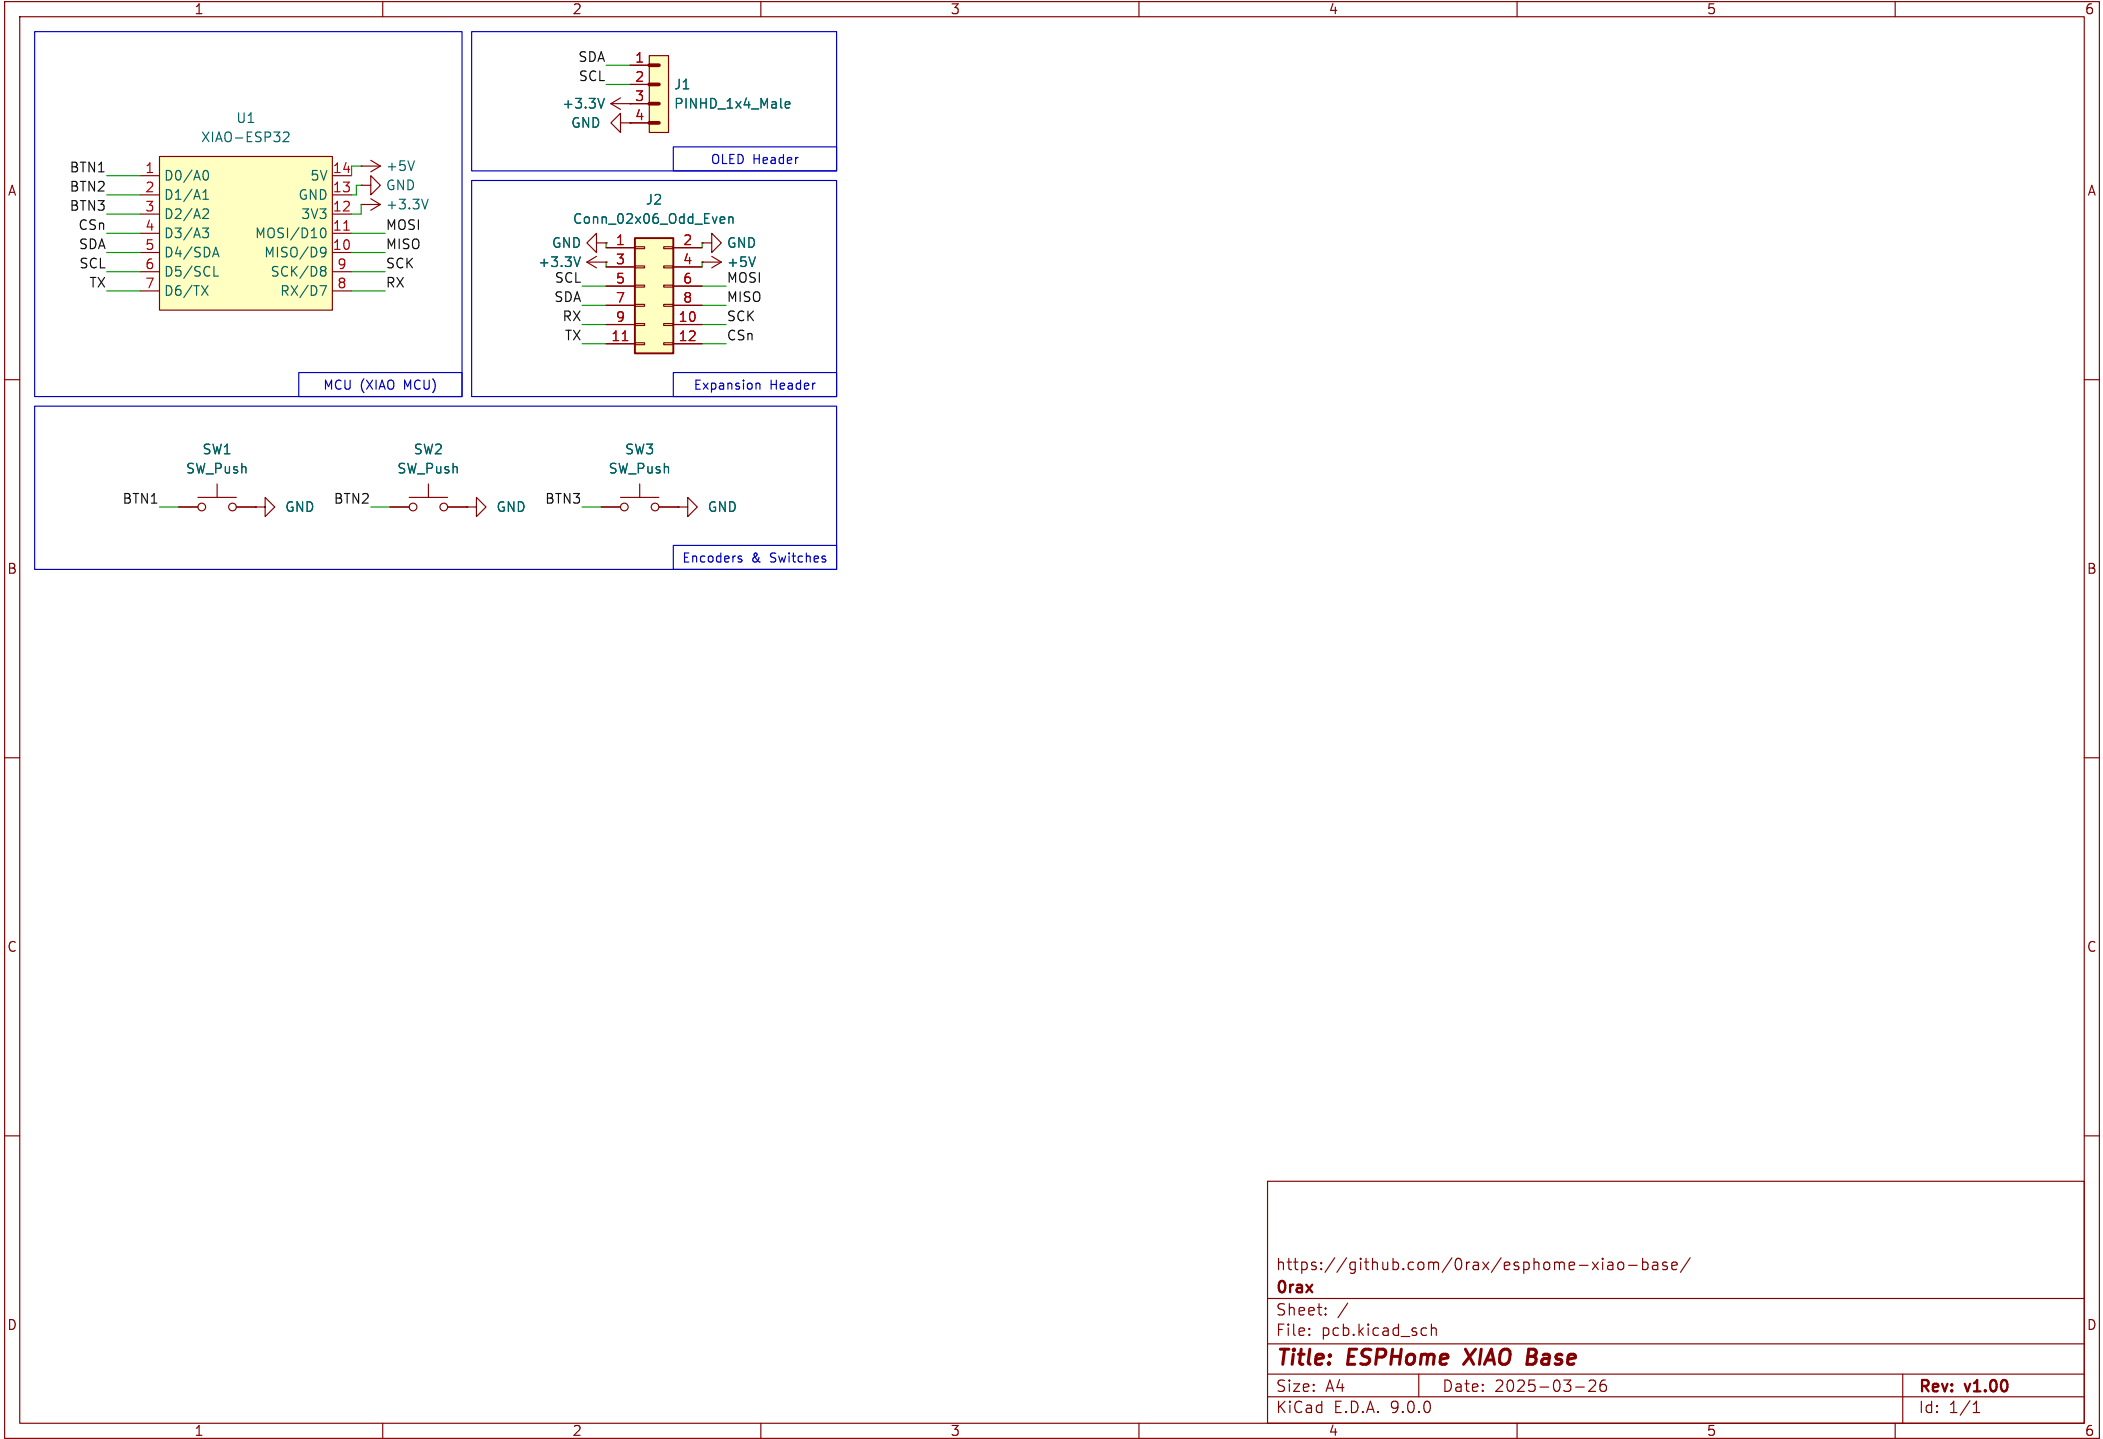 1 2 3 4 5 6
A
B
C
D
U1
XIAO-ESP32
BTN1 1 D0/A0
BTN2 2 D1/A1
BTN3 3 D2/A2
CSn 4 D3/A3
SDA 5 D4/SDA
SCL 6 D5/SCL
TX 7 D6/TX
5V 14 +5V
GND 13 GND
3V3 12 +3.3V
MOSI/D10 11 MOSI
MISO/D9 10 MISO
SCK/D8 9 SCK
RX/D7 8 RX
MCU (XIAO MCU)
SDA 1
SCL 2
+3.3V 3
GND 4
J1
PINHD_1x4_Male
OLED Header
J2
Conn_02x06_Odd_Even
GND 1 2 GND
+3.3V 3 4 +5V
SCL 5 6 MOSI
SDA 7 8 MISO
RX 9 10 SCK
TX 11 12 CSn
Expansion Header
SW1
SW_Push
BTN1 GND
SW2
SW_Push
BTN2 GND
SW3
SW_Push
BTN3 GND
Encoders & Switches
A
B
C
D
https://github.com/0rax/esphome-xiao-base/
0rax
Sheet: /
File: pcb.kicad_sch
Title: ESPHome XIAO Base
Size: A4 Date: 2025-03-26 Rev: v1.00
KiCad E.D.A. 9.0.0 Id: 1/1
1 2 3 4 5 6